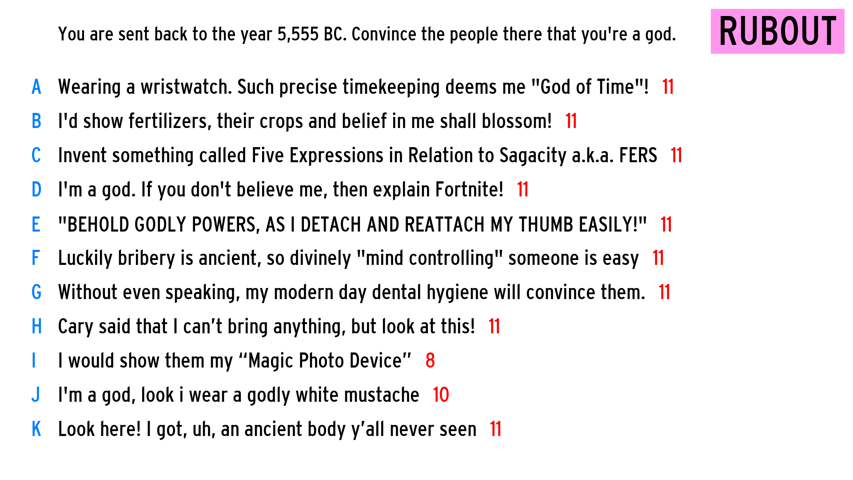 You are sent back to the year 5,555 BC. Convince the people there that you're a god.
RUBOUT
A Wearing a wristwatch. Such precise timekeeping deems me "God of Time"! 11
B I'd show fertilizers, their crops and belief in me shall blossom! 11
C Invent something called Five Expressions in Relation to Sagacity a.k.a. FERS 11
D I'm a god. If you don't believe me, then explain Fortnite! 11
E "BEHOLD GODLY POWERS, AS I DETACH AND REATTACH MY THUMB EASILY!" 11
F Luckily bribery is ancient, so divinely "mind controlling" someone is easy 11
G Without even speaking, my modern day dental hygiene will convince them. 11
H Cary said that I can’t bring anything, but look at this! 11
I I would show them my “Magic Photo Device” 8
J I'm a god, look i wear a godly white mustache 10
K Look here! I got, uh, an ancient body y’all never seen 11